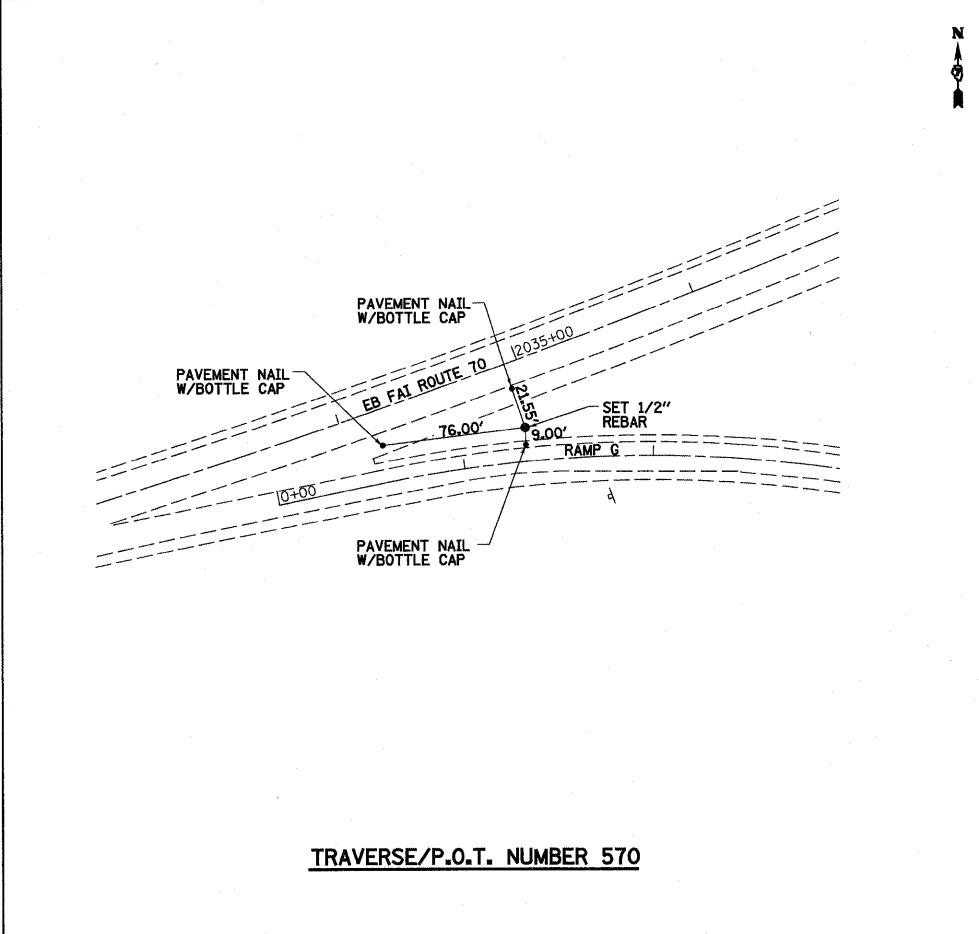 N
PAVEMENT NAIL
W/BOTTLE CAP
2035+00
PAVEMENT NAIL
W/BOTTLE CAP
EB FAI ROUTE 70
21.55'
SET 1/2"
REBAR
76.00'
9.00'
RAMP G
0+00
PAVEMENT NAIL
W/BOTTLE CAP
TRAVERSE/P.O.T. NUMBER 570